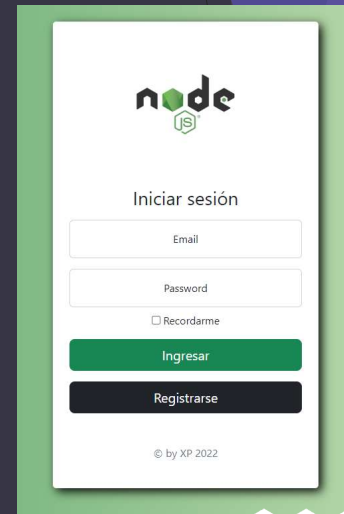 node
JS
Iniciar sesión
Email
Password
Recordarme
Ingresar
Registrarse
© by XP 2022